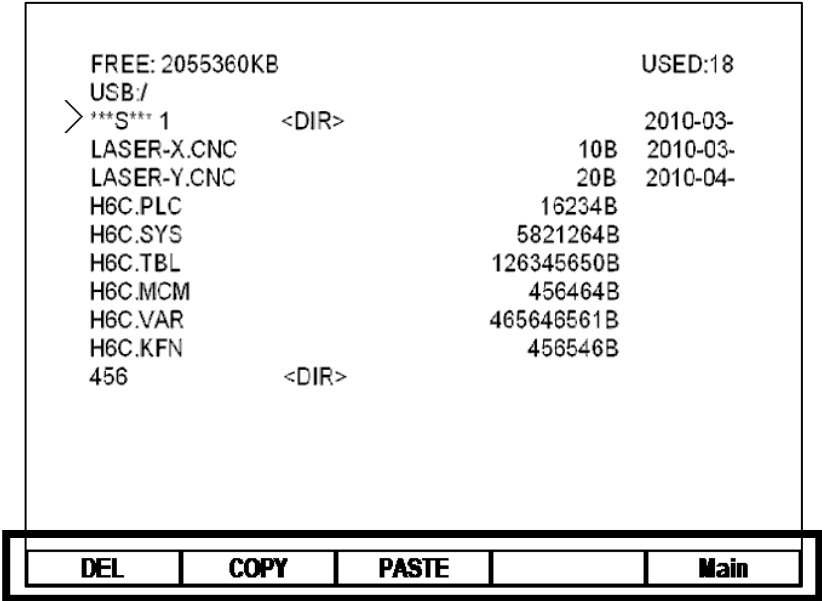 FREE: 2055360KB USED:18
USB:/
***S*** 1 <DIR> 2010-03-
LASER-X.CNC 10B 2010-03-
LASER-Y.CNC 20B 2010-04-
H6C.PLC 16234B
H6C.SYS 5821264B
H6C.TBL 126345650B
H6C.MCM 456464B
H6C.VAR 465646561B
H6C.KFN 456546B
456 <DIR>
DEL COPY PASTE Main